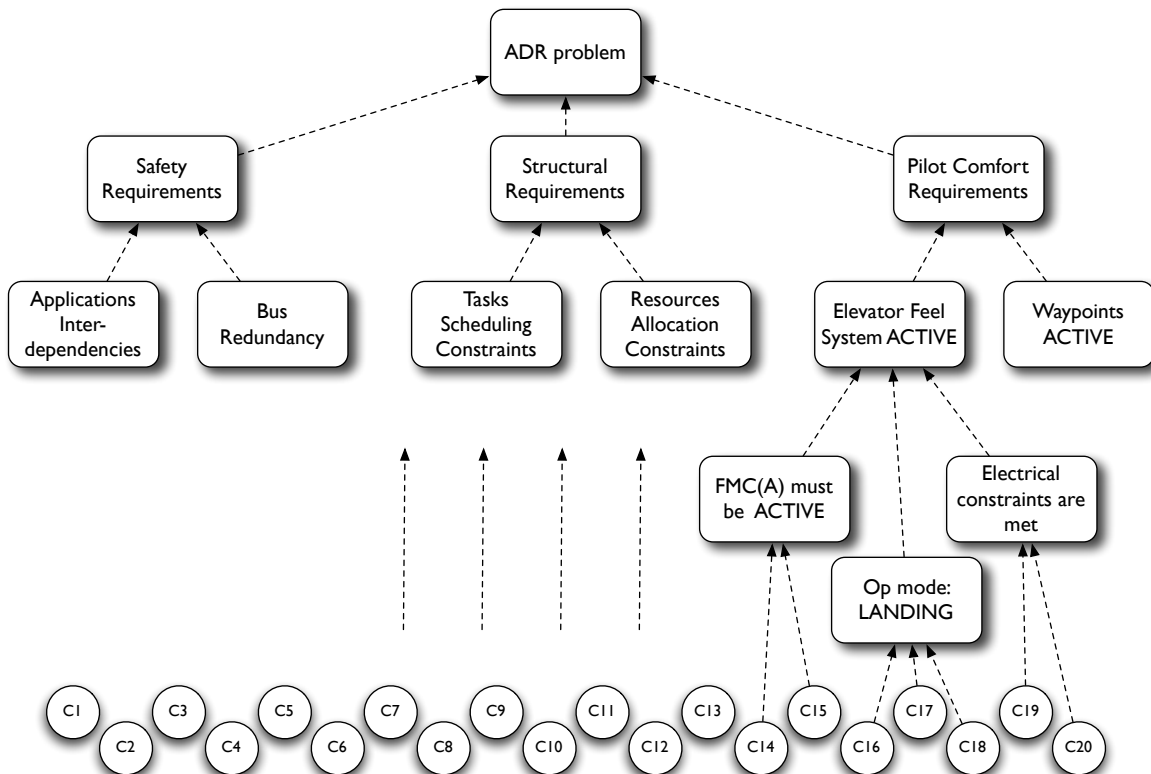 ADR problem
Safety
Requirements
Structural
Requirements
Pilot Comfort
Requirements
Applications
Inter-
dependencies
Bus
Redundancy
Tasks
Scheduling
Constraints
Resources
Allocation
Constraints
Elevator Feel
System ACTIVE
Waypoints
ACTIVE
FMC(A) must
be ACTIVE
Electrical
constraints are
met
Op mode:
LANDING
C1
C2
C3
C4
C5
C6
C7
C8
C9
C10
C11
C12
C13
C14
C15
C16
C17
C18
C19
C20